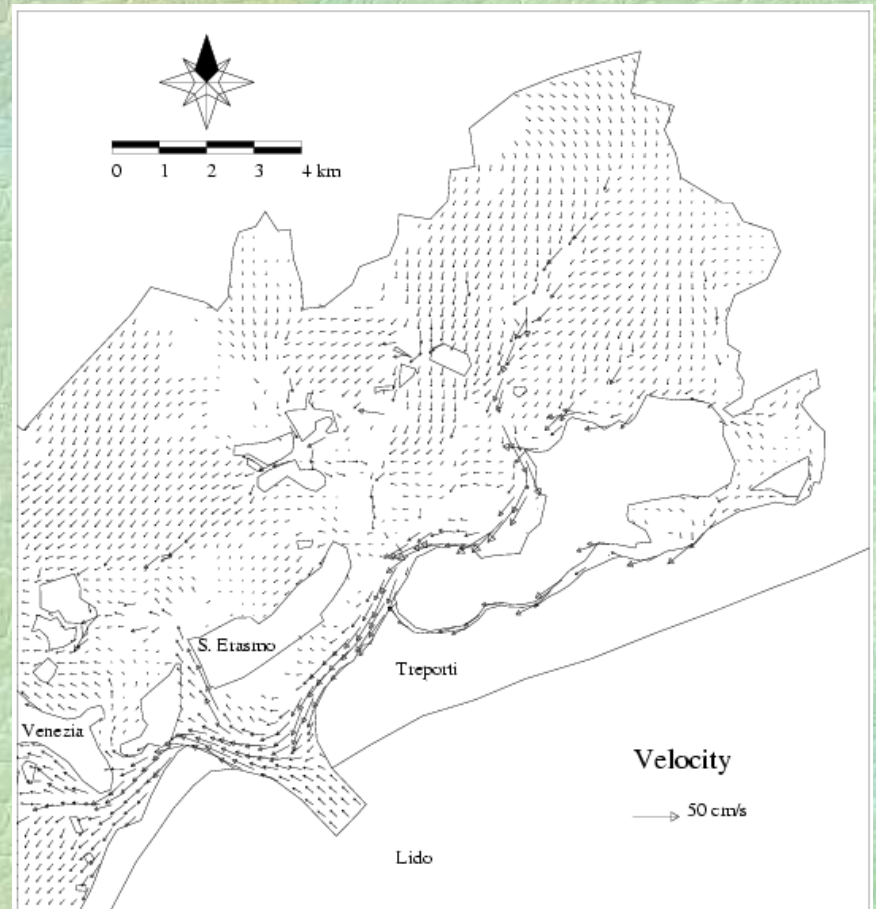 0 1 2 3 4 km
S. Erasmo
Treporti
Venezia
Velocity
50 cm/s
Lido